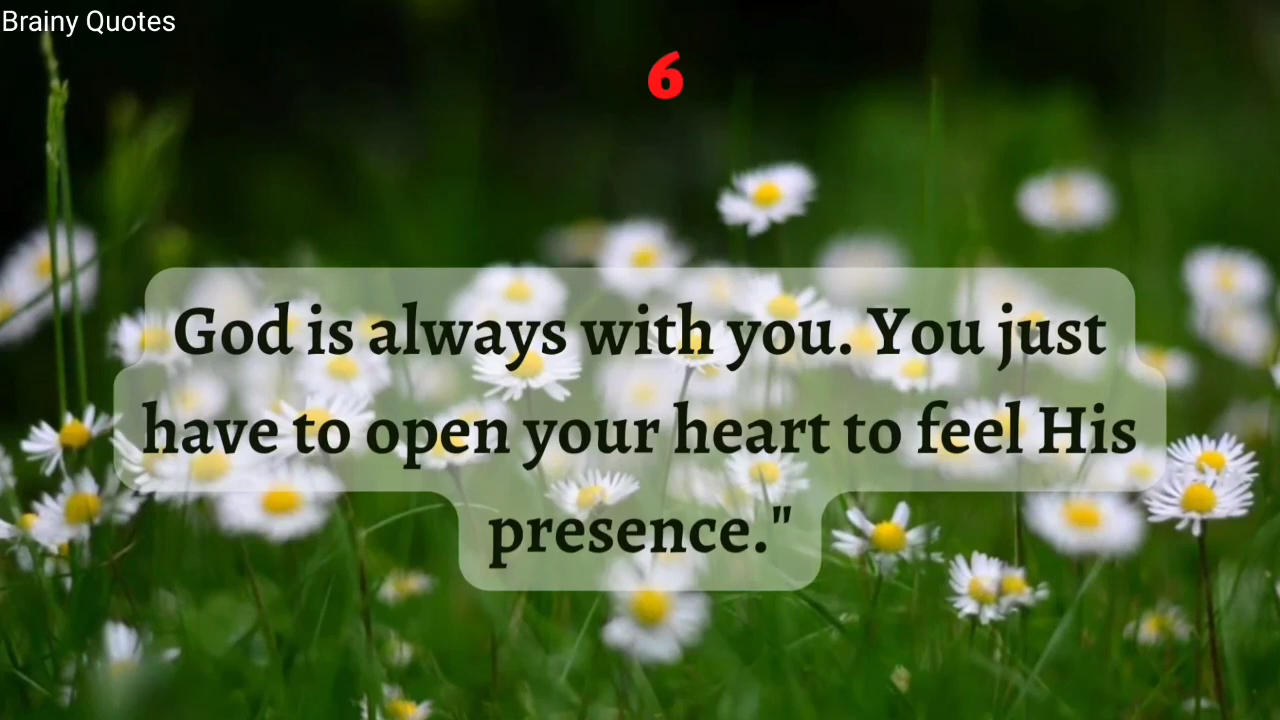 Brainy Quotes
6
God is always with you. You just
have to open your heart to feel His
presence."